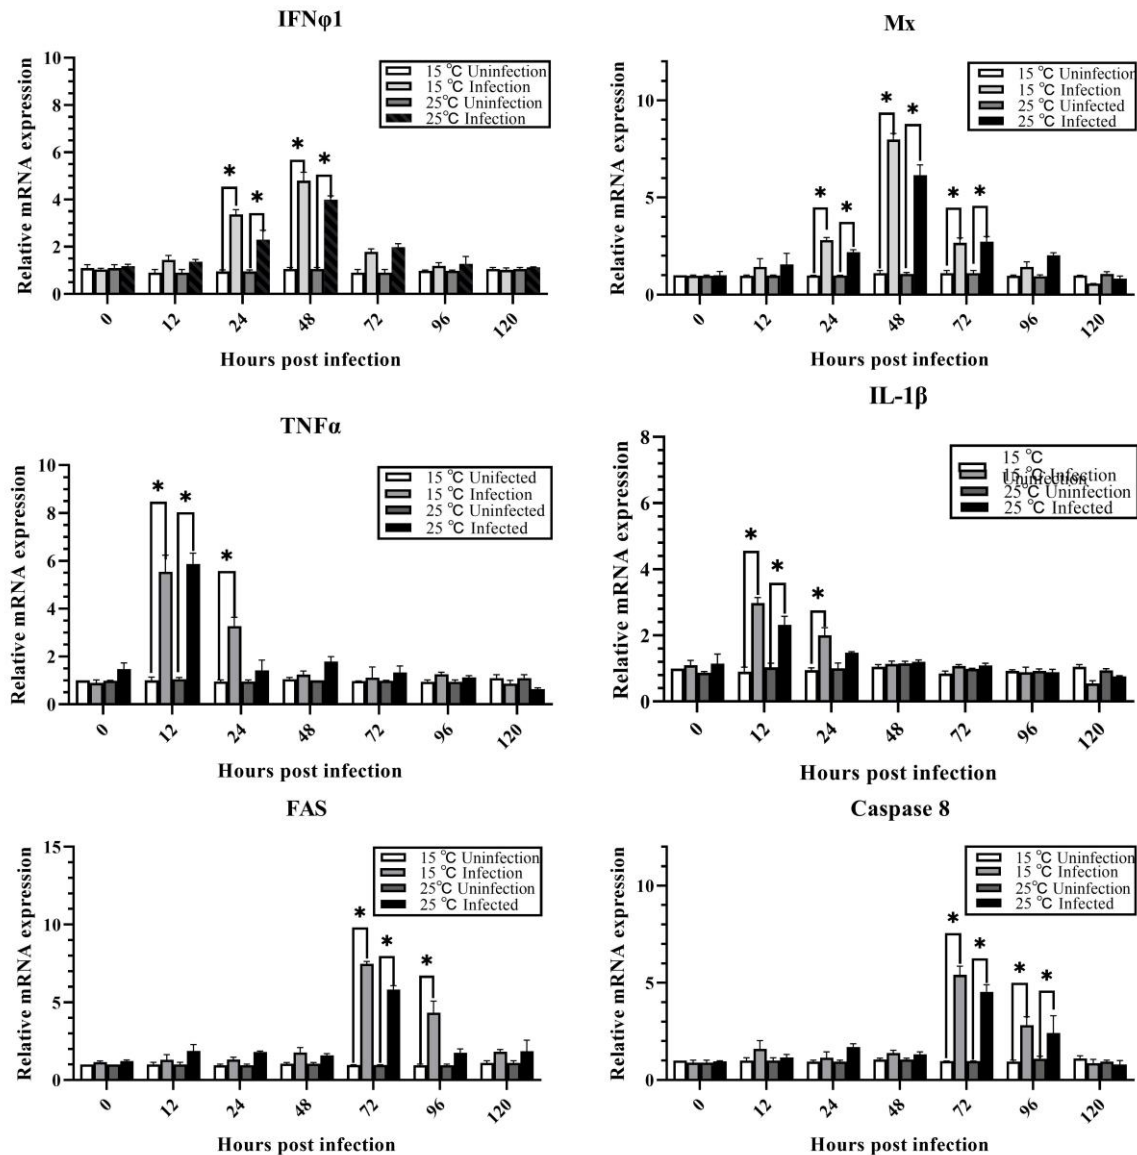 IFNφ1
Relative mRNA expression
10
8
6
4
2
0
15 ℃ Uninfection
15 ℃ Infection
25℃ Uninfection
25℃ Infection
* * * *
0 12 24 48 72 96 120
Hours post infection
Mx
Relative mRNA expression
10
5
0
15 ℃ Uninfection
15 ℃ Infection
25 ℃ Uinfected
25 ℃ Infected
* * * * * *
0 12 24 48 72 96 120
Hours post infection
TNFα
Relative mRNA expression
10
8
6
4
2
0
15 ℃ Unifected
15 ℃ Infection
25 ℃ Uninfected
25 ℃ Infected
* * *
0 12 24 48 72 96 120
Hours post infection
IL-1β
Relative mRNA expression
8
6
4
2
0
15 ℃
Uninfection
15 ℃ Infection
25 ℃ Uninfection
25 ℃ Infected
* * *
0 12 24 48 72 96 120
Hours post infection
FAS
Relative mRNA expression
15
10
5
0
15 ℃ Uninfection
15 ℃ Infection
25℃ Uninfection
25 ℃ Infected
* * *
0 12 24 48 72 96 120
Hours post infection
Caspase 8
Relative mRNA expression
10
5
0
15 ℃ Uninfection
15 ℃ Infection
25 ℃ Uninfection
25 ℃ Infected
* * * *
0 12 24 48 72 96 120
Hours post infection